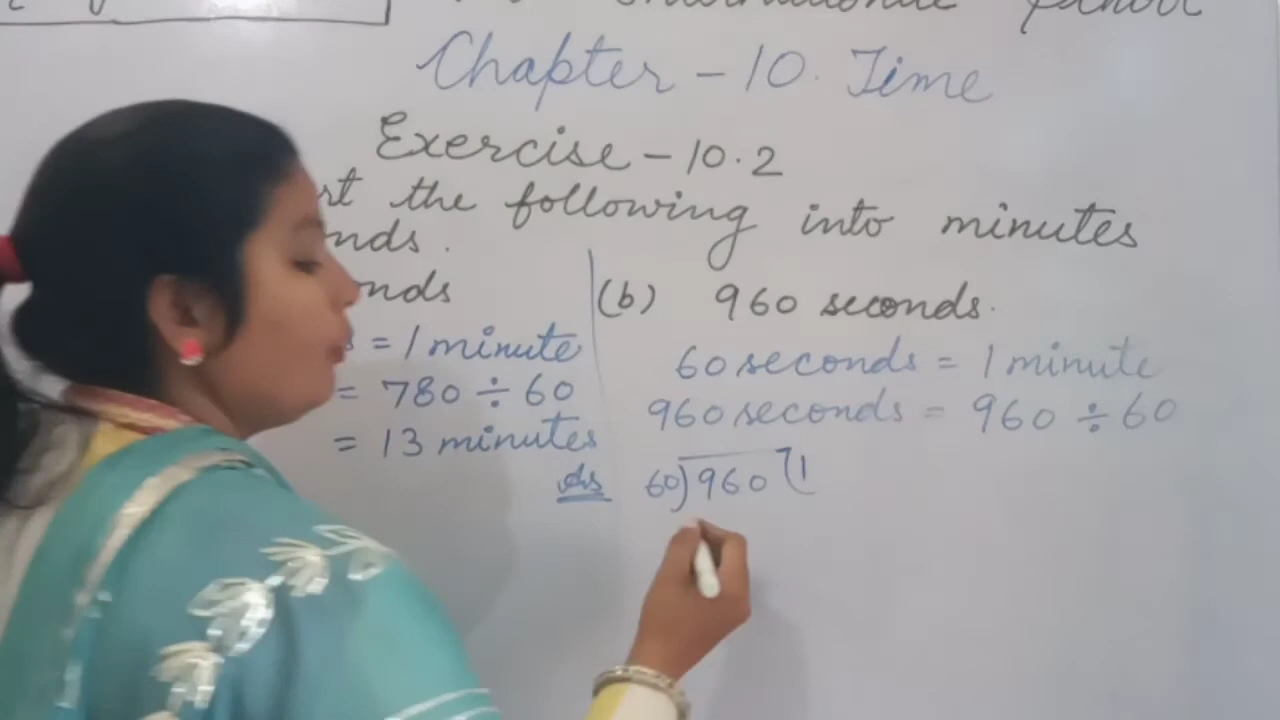 Chapter - 10. Time
Exercise - 10.2
rt the following into minutes
nds.
nds
= 1 minute
= 780 ÷ 60
= 13 minutes
Ans
(b) 960 seconds.
60 seconds = 1 minute
960 seconds = 960 ÷ 60
60) 960 (1